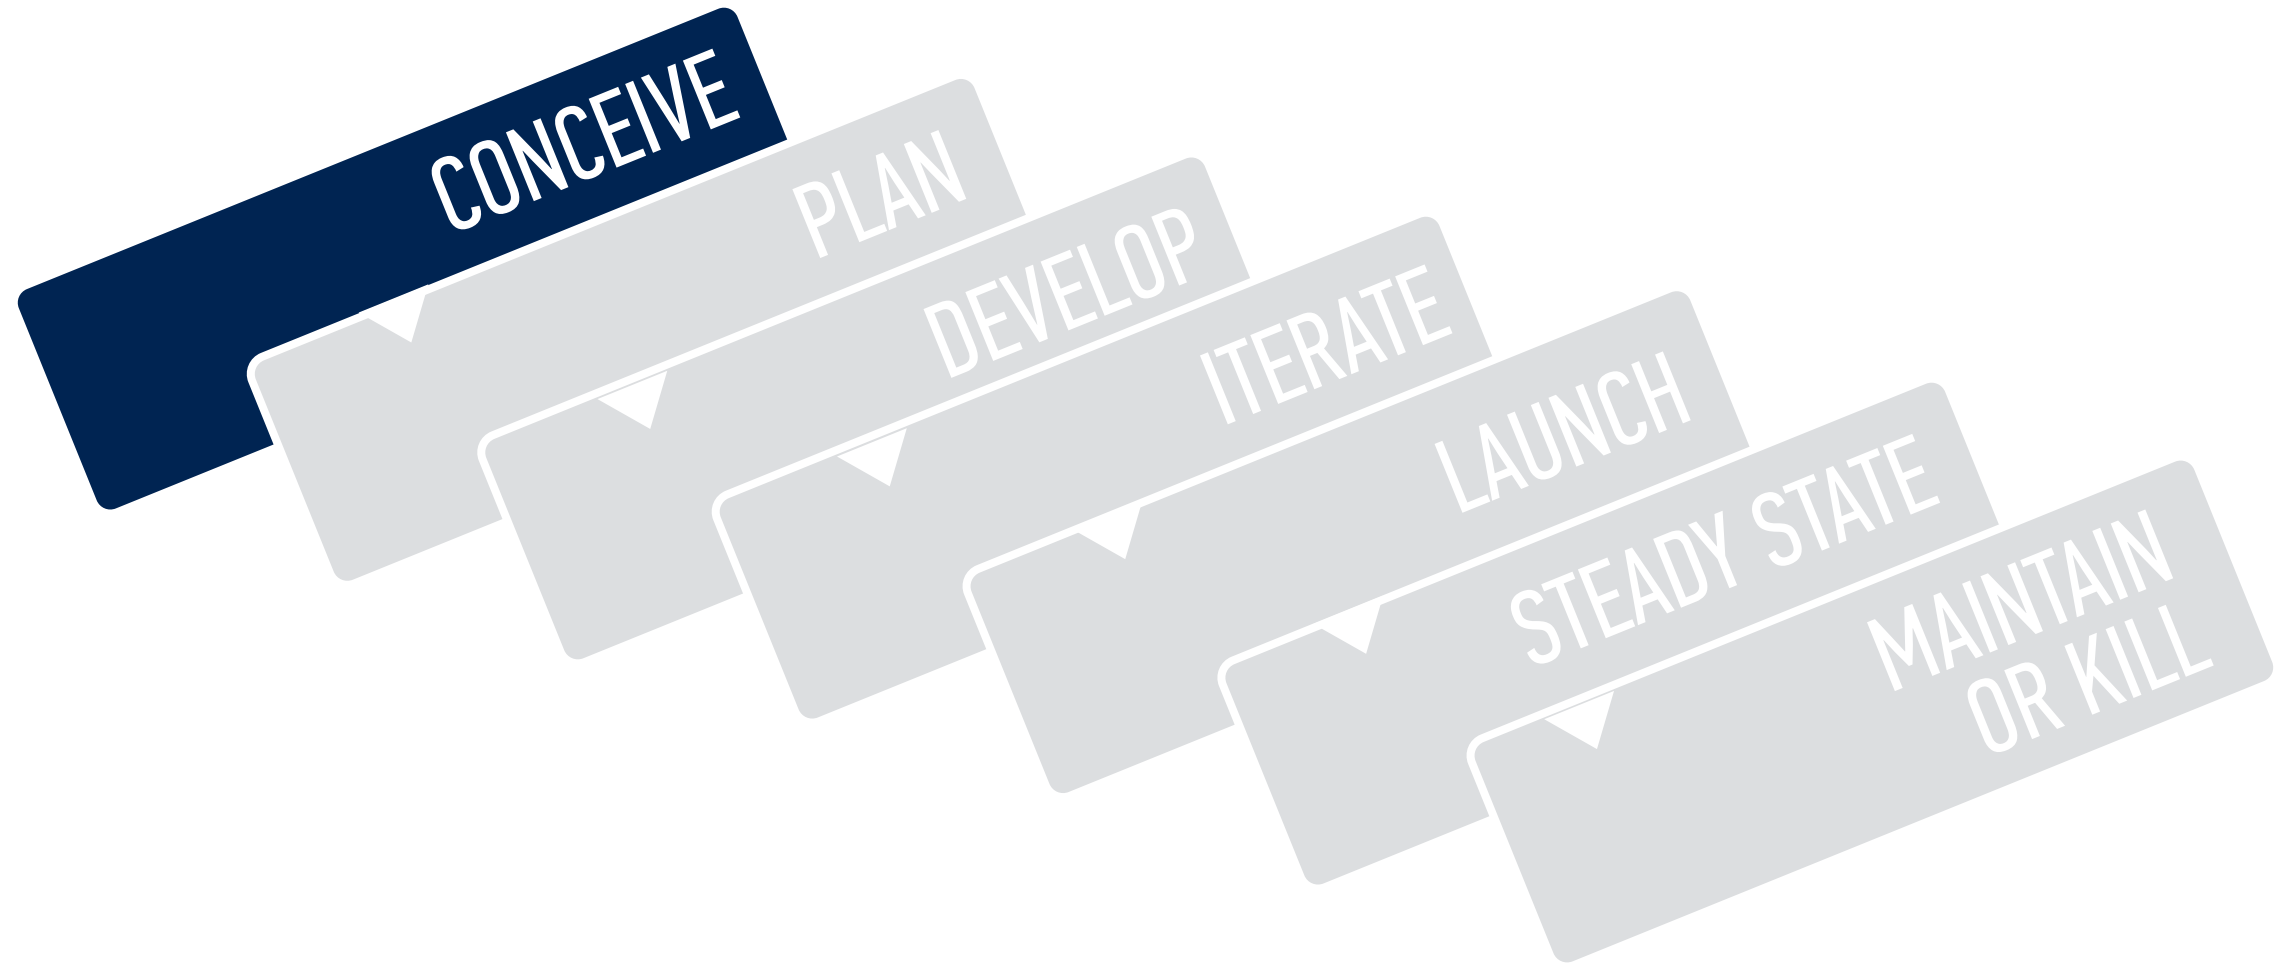 CONCEIVE
PLAN
DEVELOP
ITERATE
LAUNCH
STEADY STATE
MAINTAIN
OR KILL